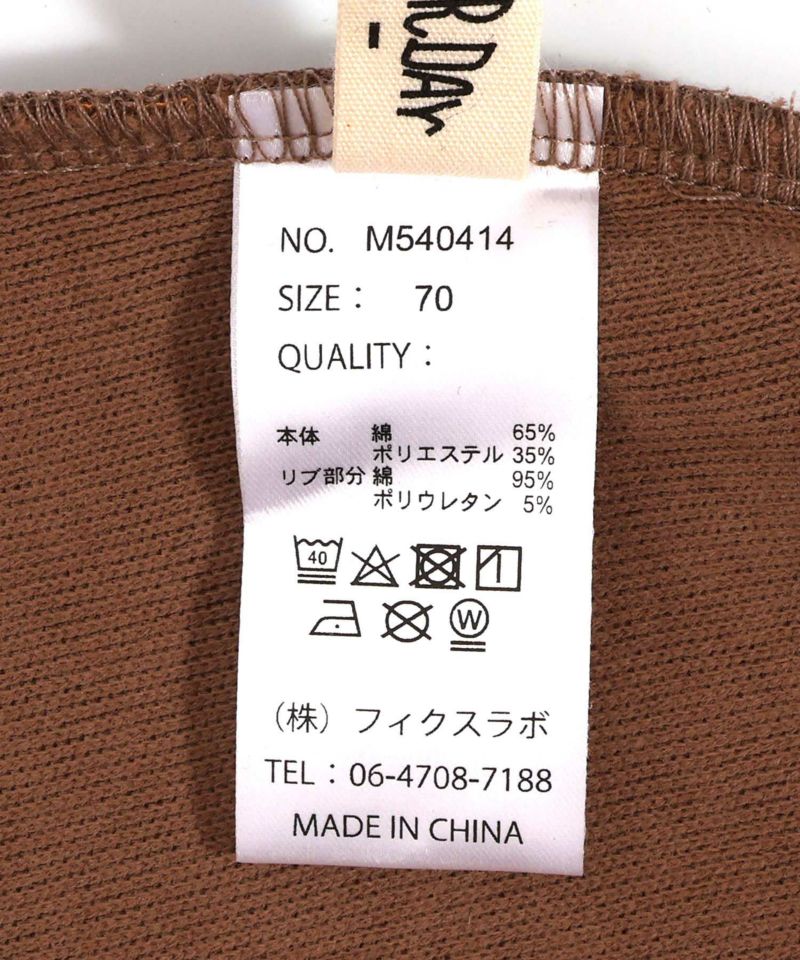 R.DAY
NO. M540414
SIZE： 70
QUALITY：
本体 綿 65%
ポリエステル 35%
リブ部分 綿 95%
ポリウレタン 5%
40
W
（株）フィクスラボ
TEL：06-4708-7188
MADE IN CHINA